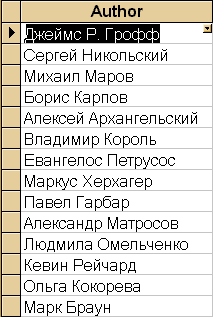 Author
Джеймс Р. Грофф
Сергей Никольский
Михаил Маров
Борис Карпов
Алексей Архангельский
Владимир Король
Евангелос Петрусос
Маркус Херхагер
Павел Гарбар
Александр Матросов
Людмила Омельченко
Кевин Рейчард
Ольга Кокорева
Марк Браун